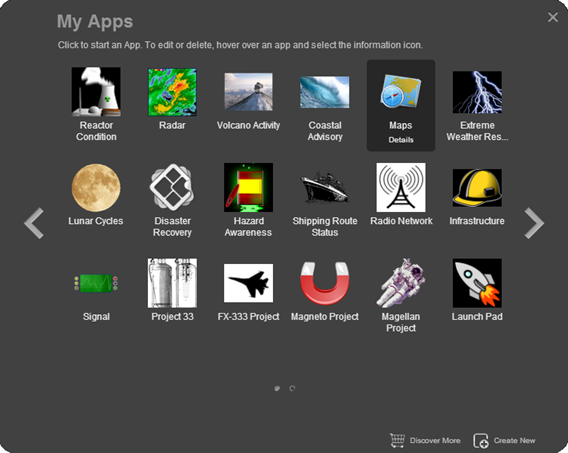 My Apps
Click to start an App. To edit or delete, hover over an app and select the information icon.
Reactor
Condition
Radar
Volcano Activity
Coastal
Advisory
Maps
Details
Extreme
Weather Res...
Lunar Cycles
Disaster
Recovery
Hazard
Awareness
Shipping Route
Status
Radio Network
Infrastructure
Signal
Project 33
FX-333 Project
Magneto Project
Magellan
Project
Launch Pad
Discover More
Create New